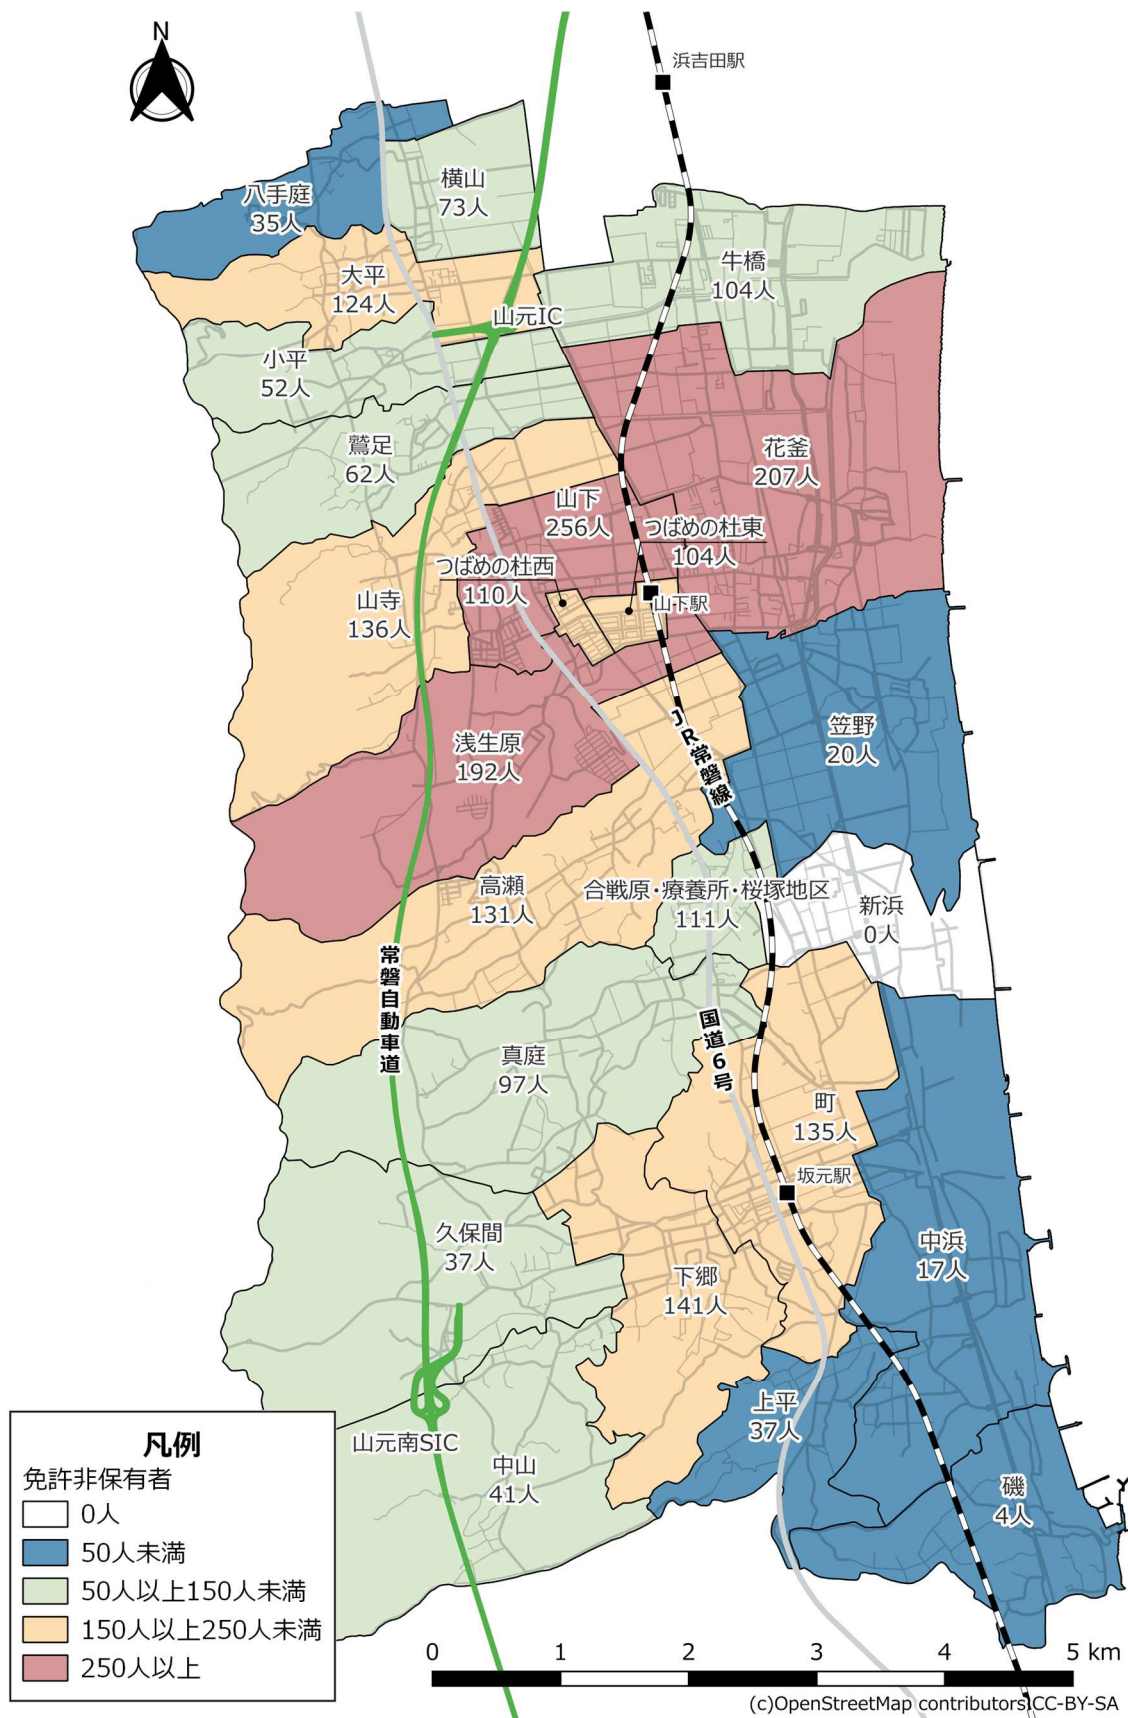 N
浜吉田駅
八手庭
35人
横山
73人
大平
124人
牛橋
104人
山元IC
小平
52人
鷲足
62人
花釜
207人
山下
256人
つばめの杜東
104人
つばめの杜西
110人
山下駅
山寺
136人
笠野
20人
浅生原
192人
JR常磐線
高瀬
131人
合戦原・療養所・桜塚地区
111人
新浜
0人
常磐自動車道
国道6号
真庭
97人
町
135人
坂元駅
久保間
37人
中浜
17人
下郷
141人
上平
37人
山元南SIC
中山
41人
磯
4人
凡例
免許非保有者
0人
50人未満
50人以上150人未満
150人以上250人未満
250人以上
0 1 2 3 4 5 km
(c)OpenStreetMap contributors,CC-BY-SA